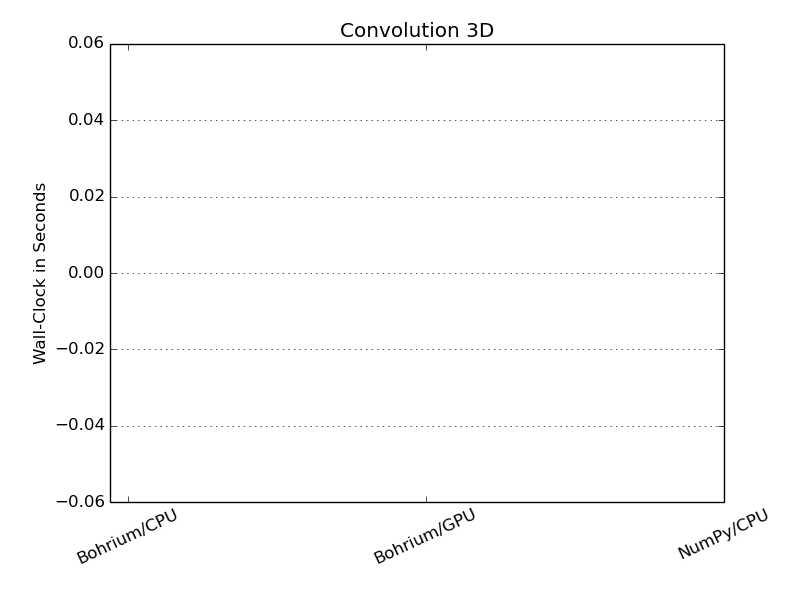 Convolution 3D
Wall-Clock in Seconds
0.06
0.04
0.02
0.00
−0.02
−0.04
−0.06
Bohrium/CPU
Bohrium/GPU
NumPy/CPU